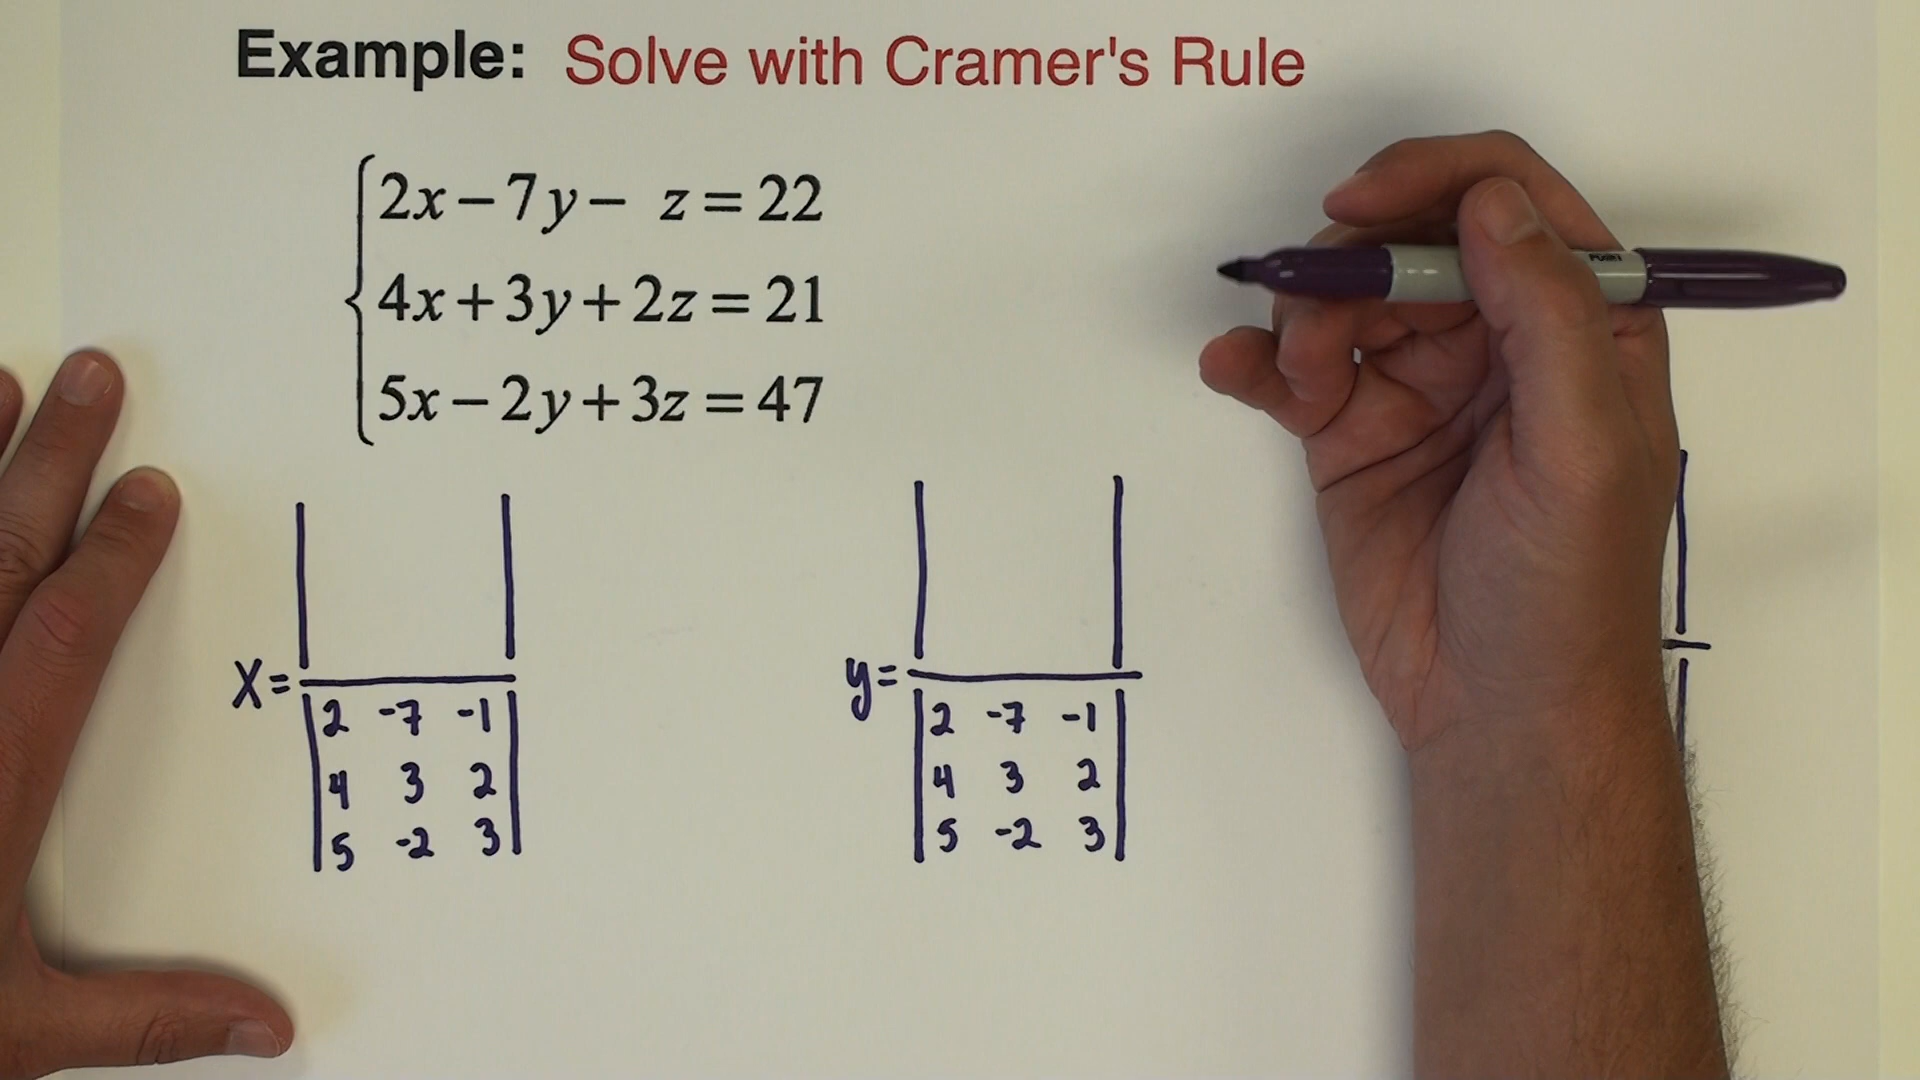 Example: Solve with Cramer's Rule
2x − 7y − z = 22
4x + 3y + 2z = 21
5x − 2y + 3z = 47
x =
2 -7 -1
4 3 2
5 -2 3
y =
2 -7 -1
4 3 2
5 -2 3